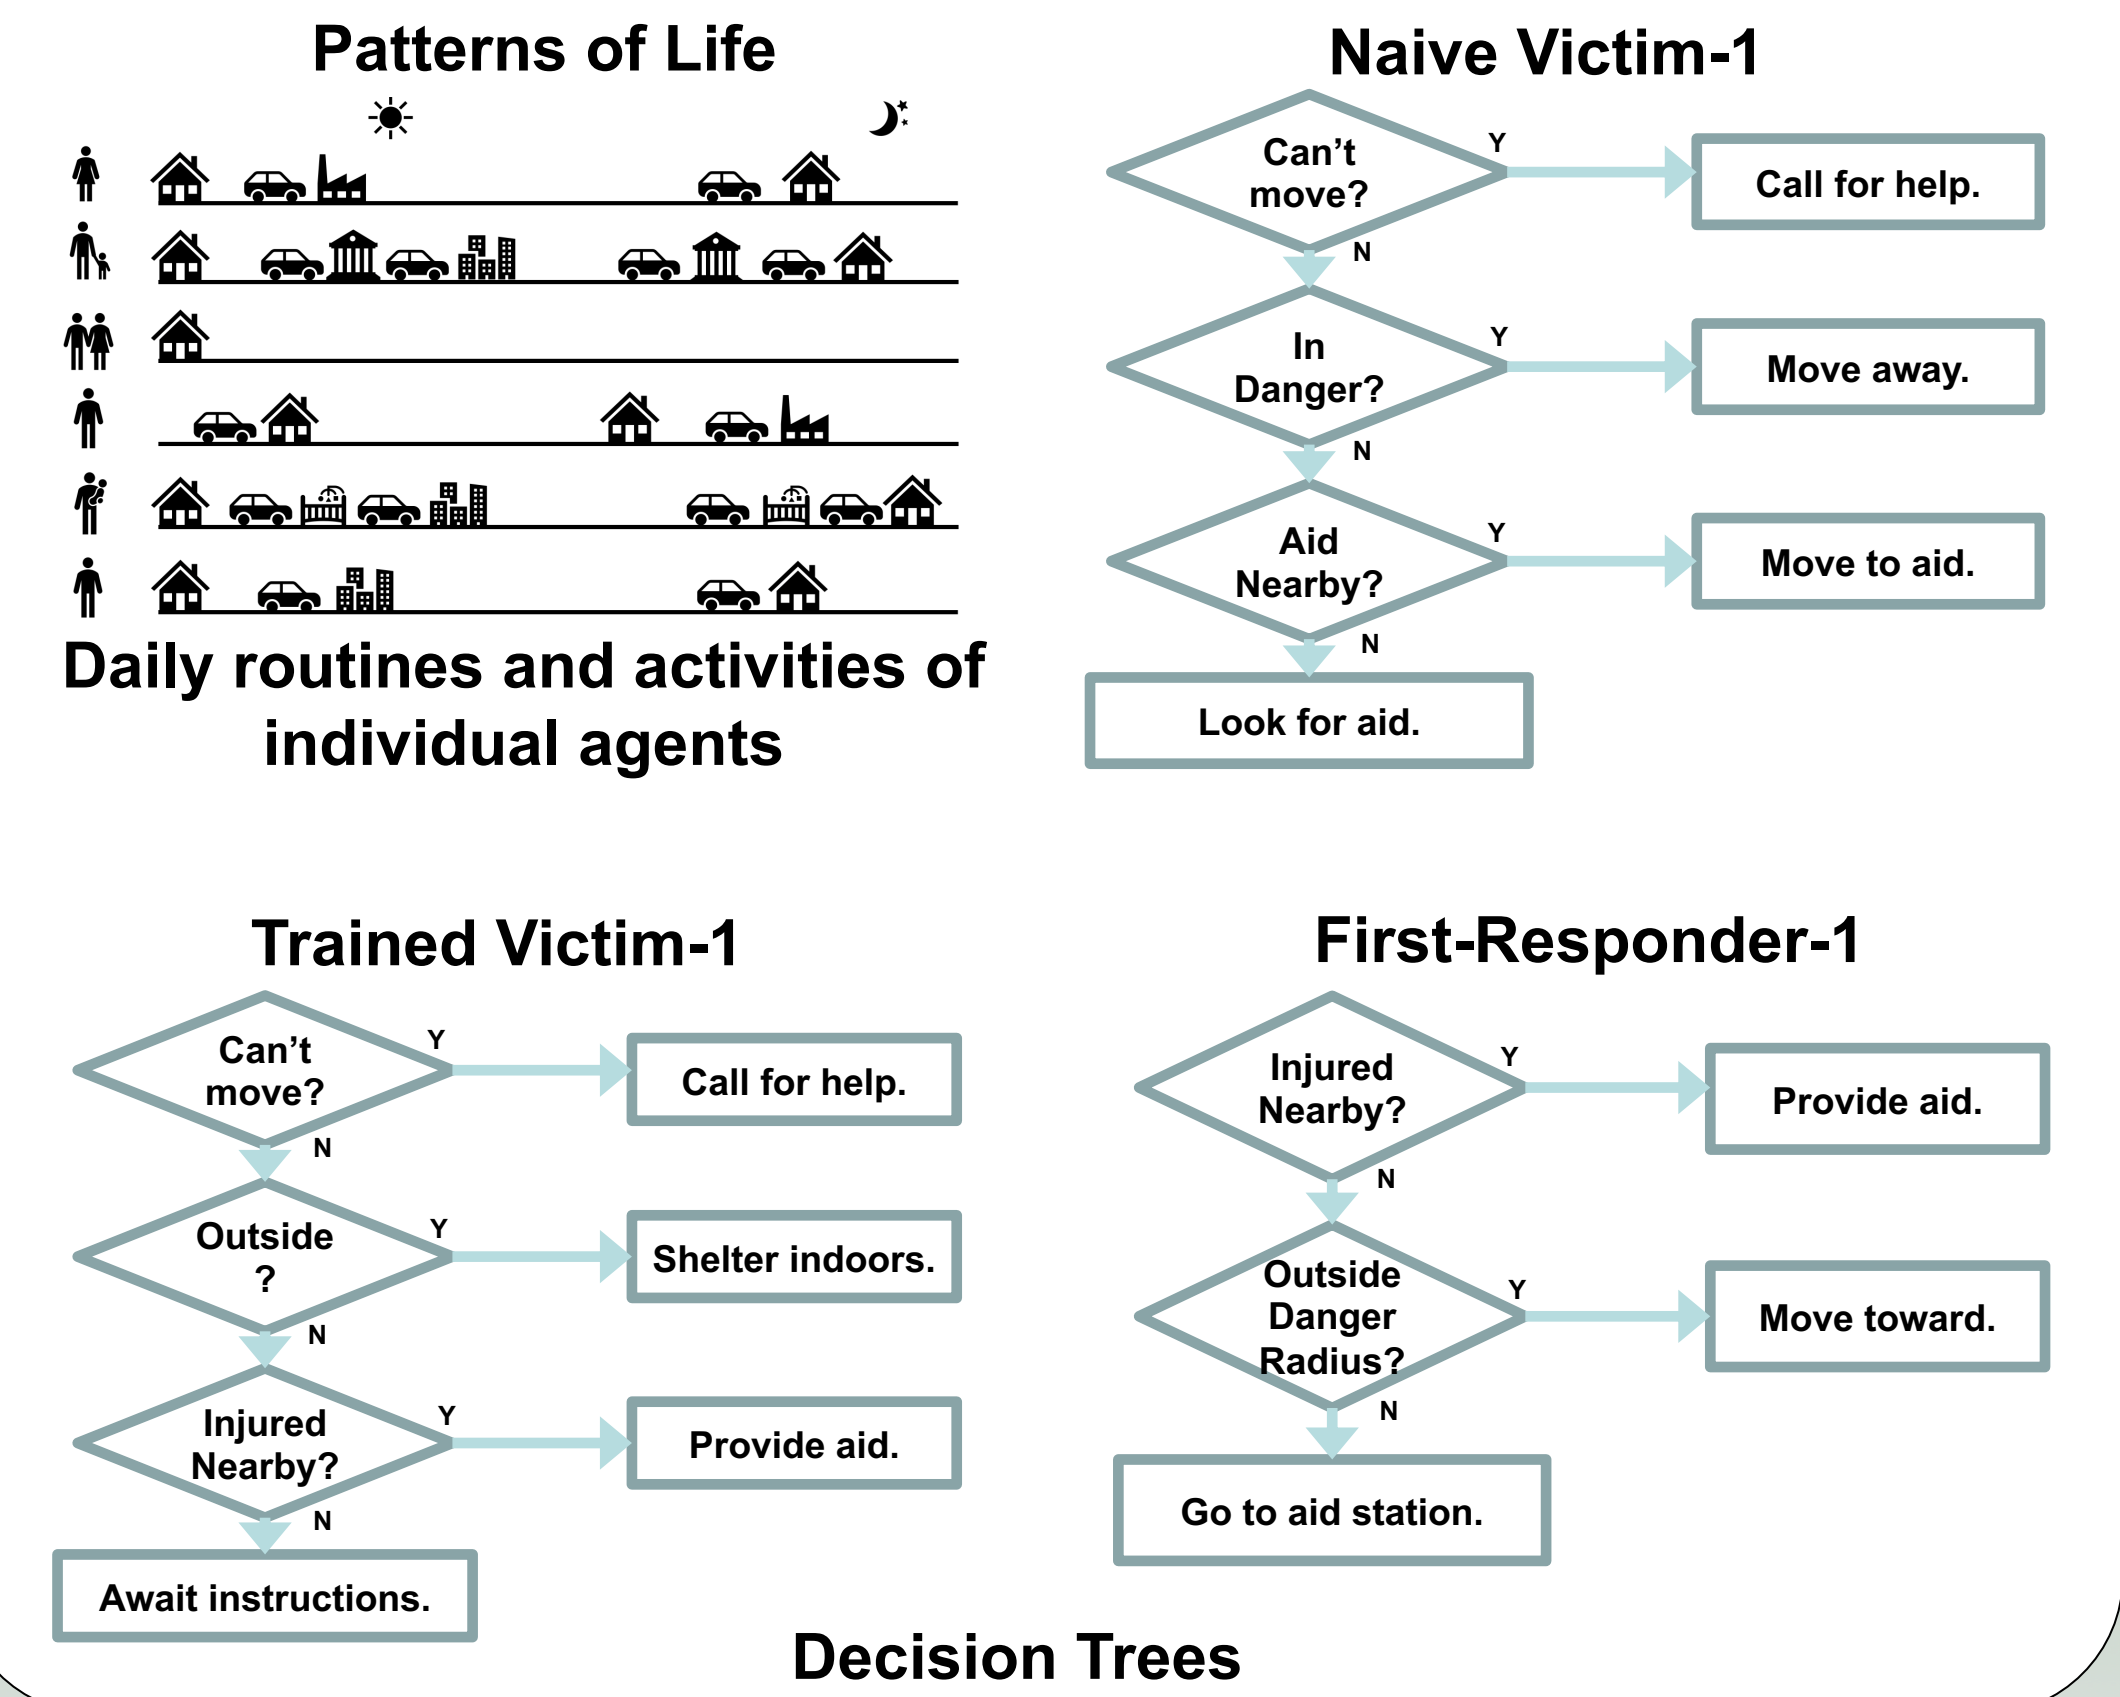 Patterns of Life
Daily routines and activities of
individual agents
Naive Victim-1
Can’t
move?
Y
Call for help.
N
In
Danger?
Y
Move away.
N
Aid
Nearby?
Y
Move to aid.
N
Look for aid.
Trained Victim-1
Can’t
move?
Y
Call for help.
N
Outside
?
Y
Shelter indoors.
N
Injured
Nearby?
Y
Provide aid.
N
Await instructions.
First-Responder-1
Injured
Nearby?
Y
Provide aid.
N
Outside
Danger
Radius?
Y
Move toward.
N
Go to aid station.
Decision Trees